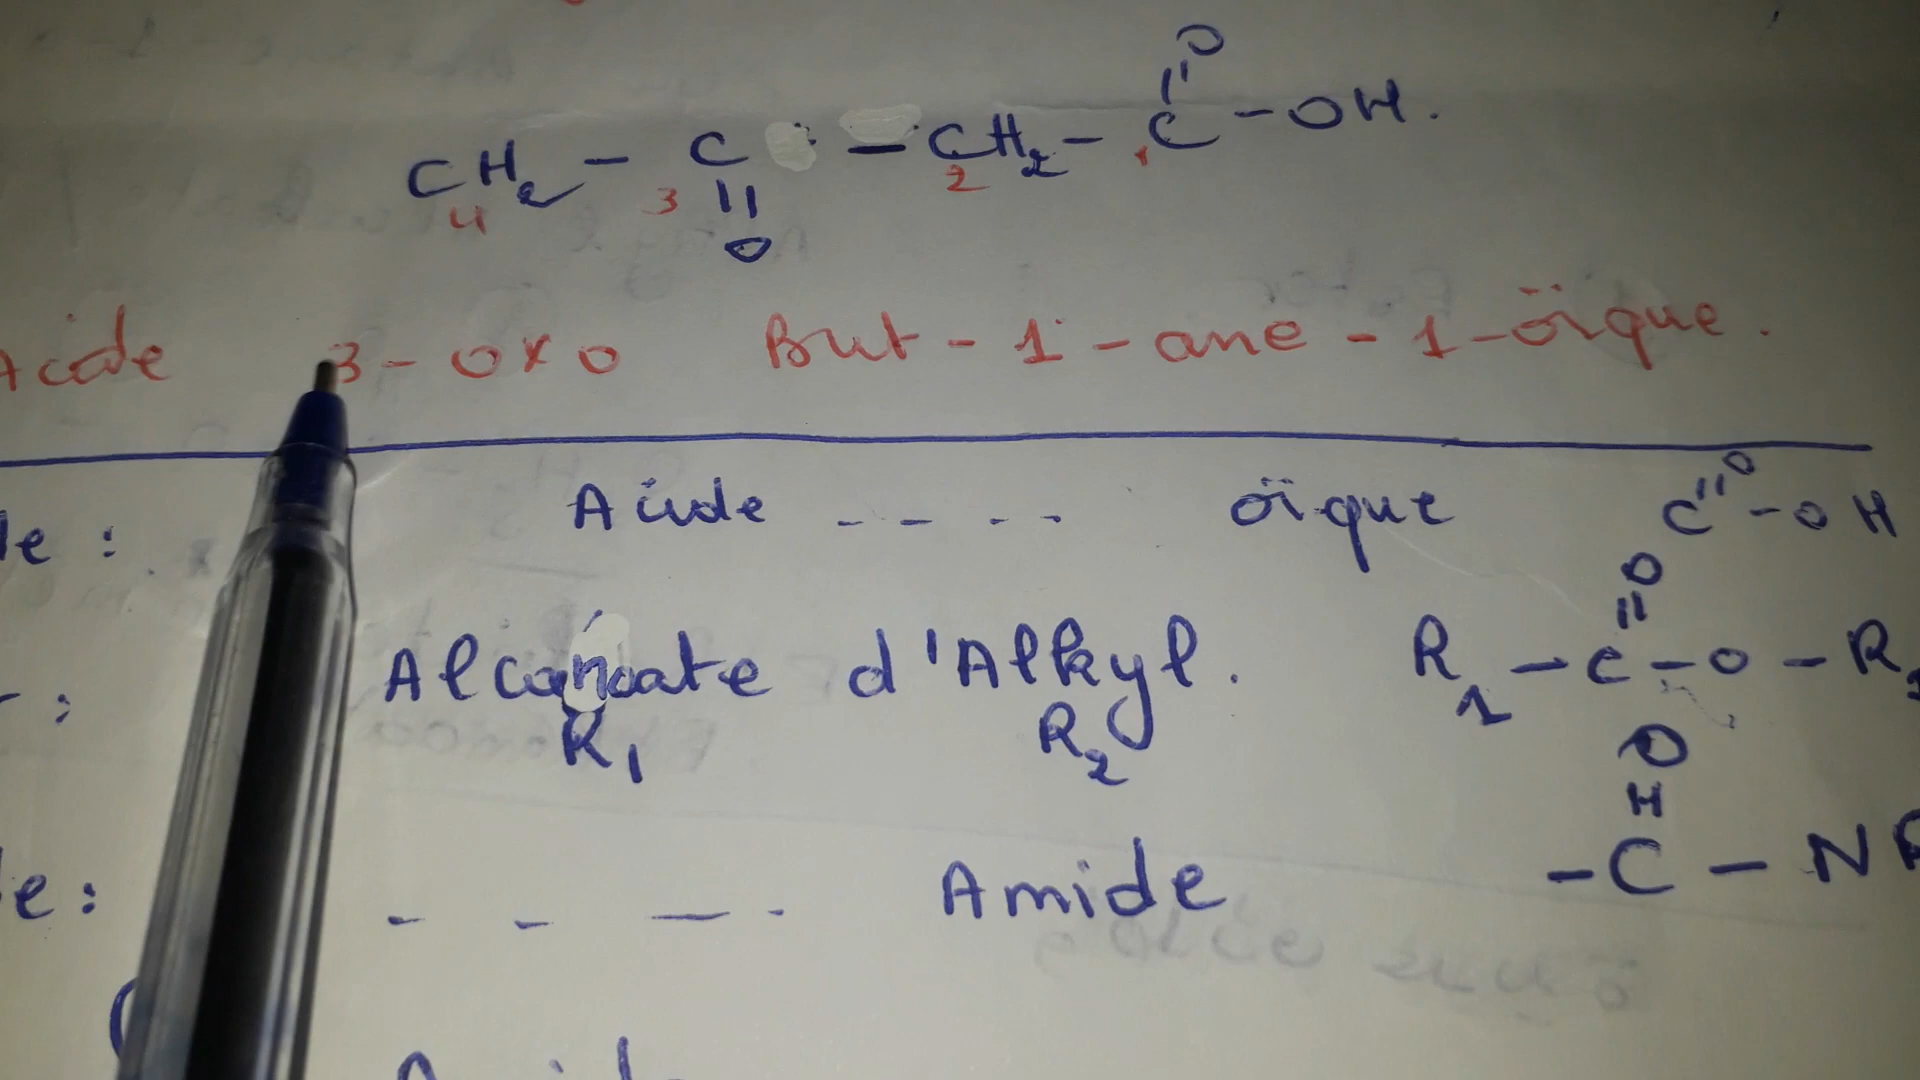 O
||
CH2 - C - CH2 - C - OH.
4 3 || 2 1
O
Acide 3-oxo But-1-ane-1-oïque.
de : Acide ---- oïque C=O-OH
r : Alcanoate d'Alkyl. R1-C-O-R
R1 R2
O
||
e : - - - - Amide -C-N